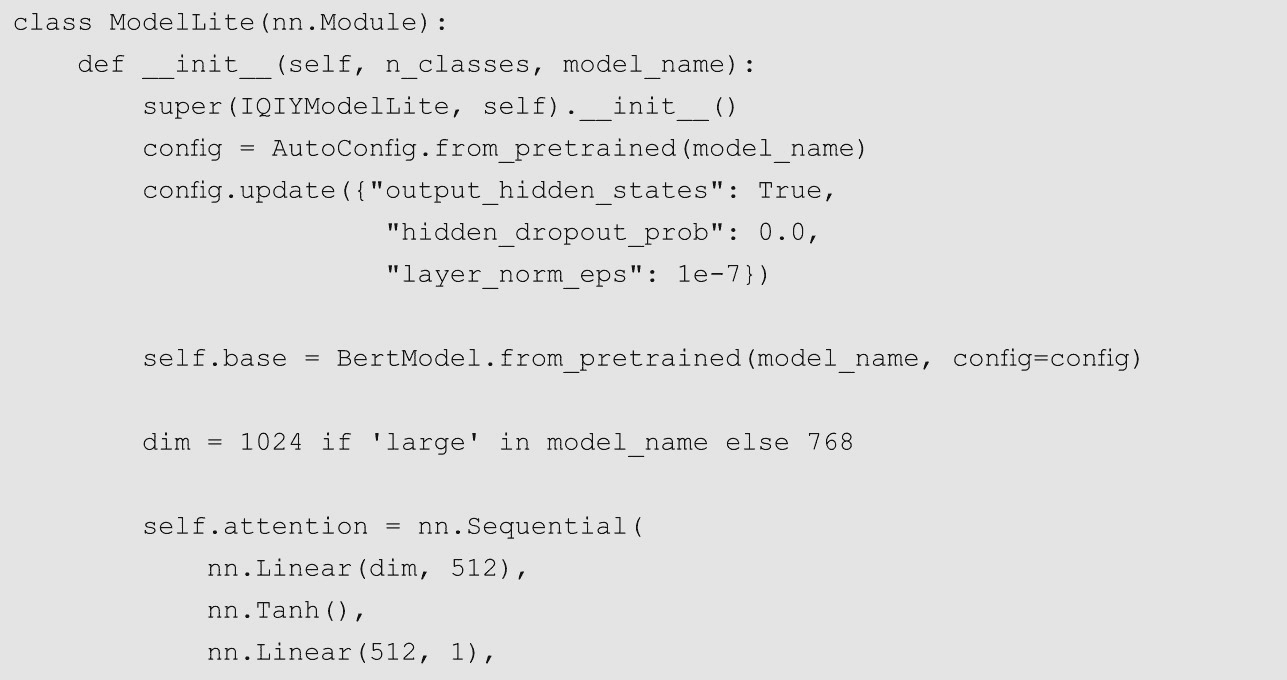 class ModelLite(nn.Module):
    def __init__(self, n_classes, model_name):
        super(IQIYModelLite, self).__init__()
        config = AutoConfig.from_pretrained(model_name)
        config.update({"output_hidden_states": True,
                       "hidden_dropout_prob": 0.0,
                       "layer_norm_eps": 1e-7})
        self.base = BertModel.from_pretrained(model_name, config=config)
        dim = 1024 if 'large' in model_name else 768
        self.attention = nn.Sequential(
            nn.Linear(dim, 512),
            nn.Tanh(),
            nn.Linear(512, 1),